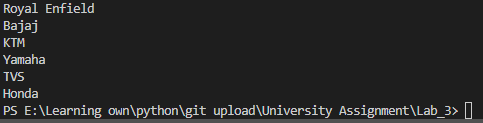 Royal Enfield
Bajaj
KTM
Yamaha
TVS
Honda
PS E:\Learning own\python\git upload\University Assignment\Lab_3>